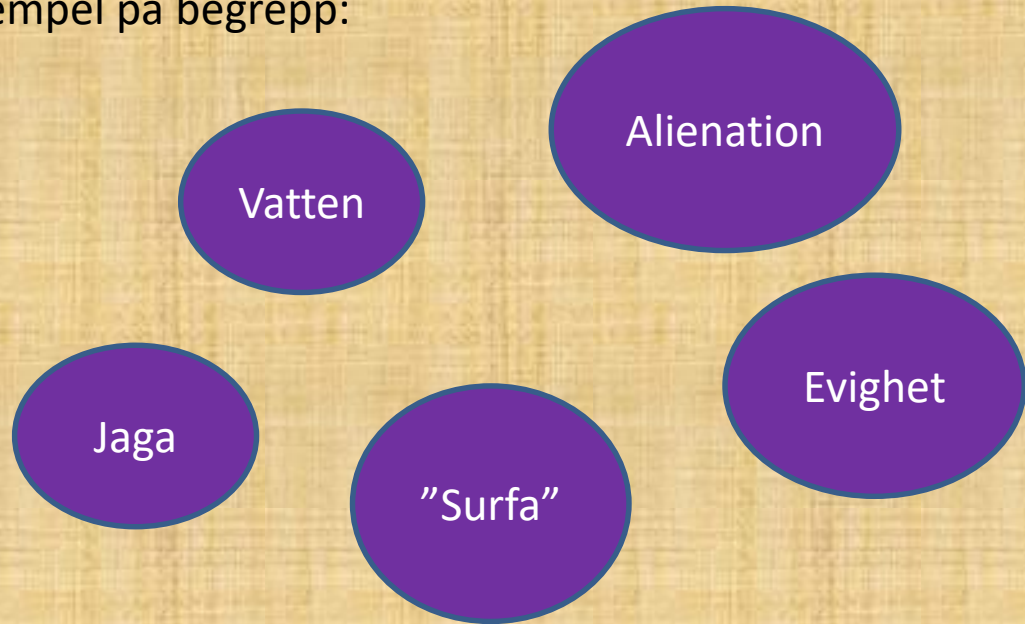 empel på begrepp:
Alienation
Vatten
Evighet
Jaga
”Surfa”